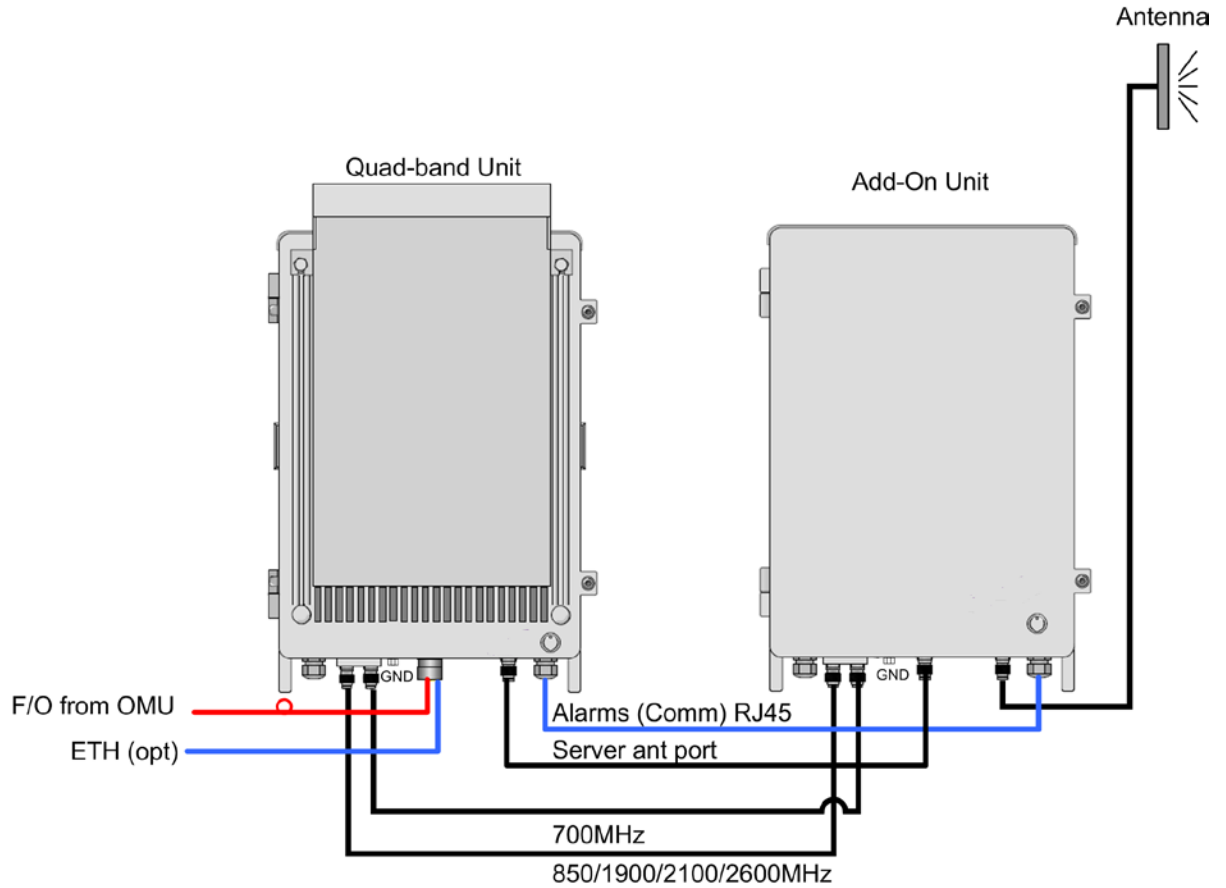 Antenna
Quad-band Unit
Add-On Unit
GND
GND
F/O from OMU
Alarms (Comm) RJ45
ETH (opt)
Server ant port
700MHz
850/1900/2100/2600MHz